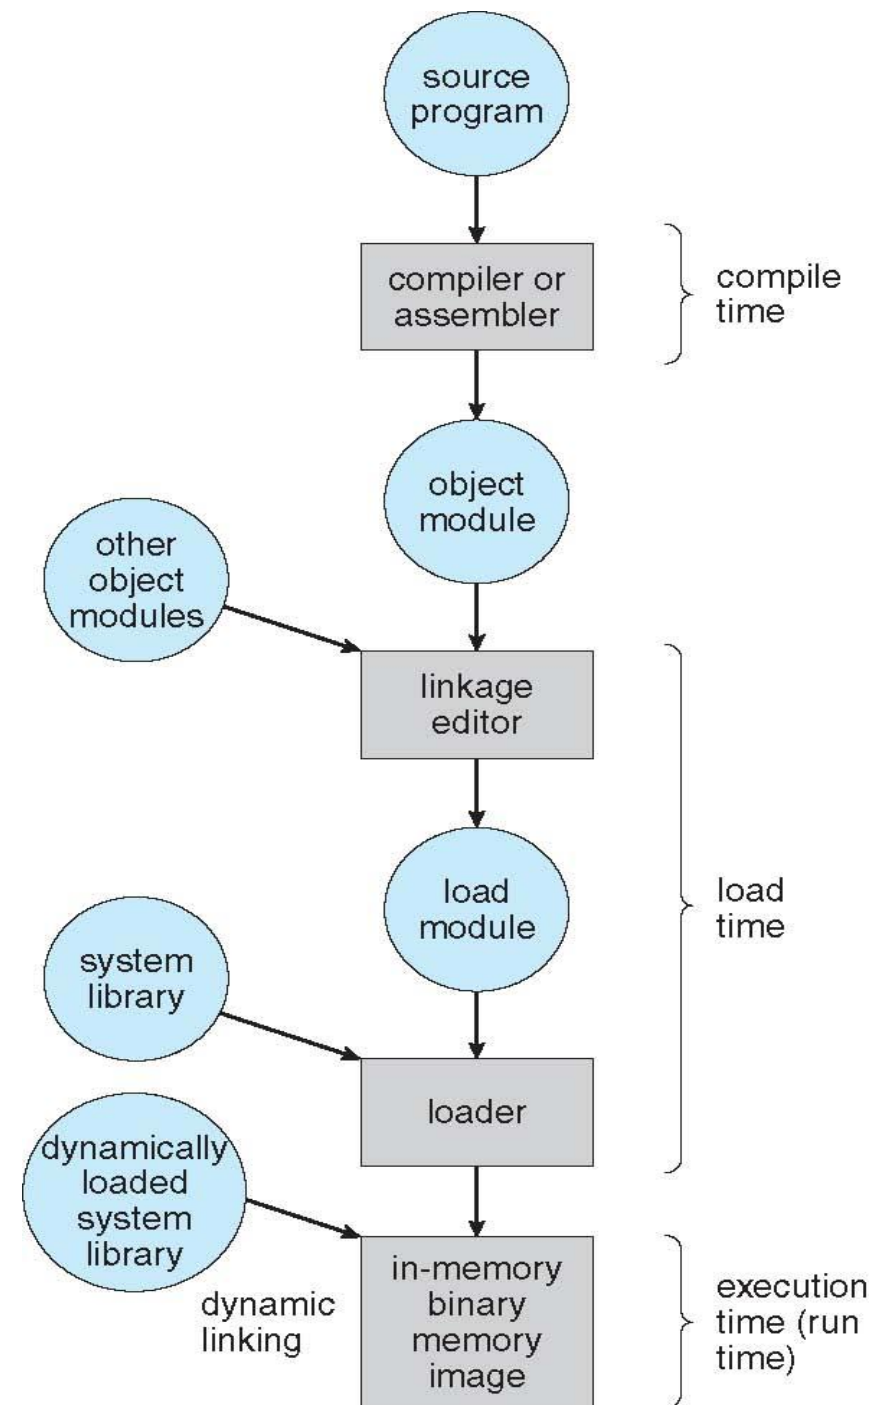 source
program
compiler or
assembler
compile
time
object
module
other
object
modules
linkage
editor
load
module
load
time
system
library
loader
dynamically
loaded
system
library
dynamic
linking
in-memory
binary
memory
image
execution
time (run
time)